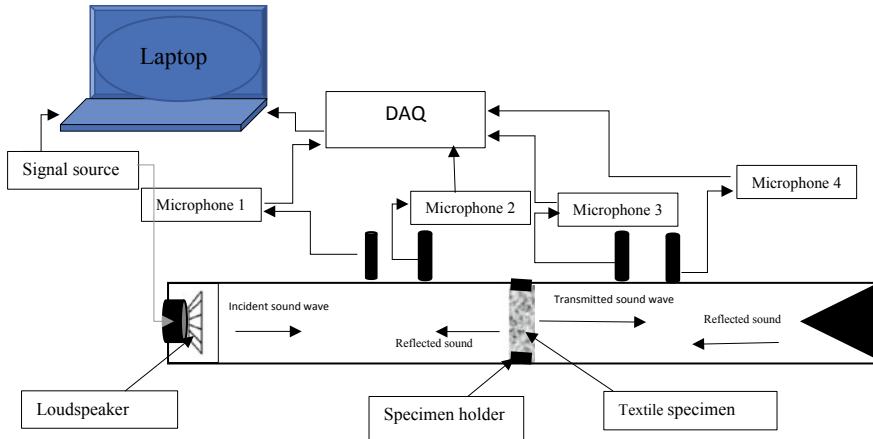 Laptop
DAQ
Signal source
Microphone 1
Microphone 2
Microphone 3
Microphone 4
Incident sound wave
Transmitted sound wave
Reflected sound
Reflected sound
Loudspeaker
Specimen holder
Textile specimen